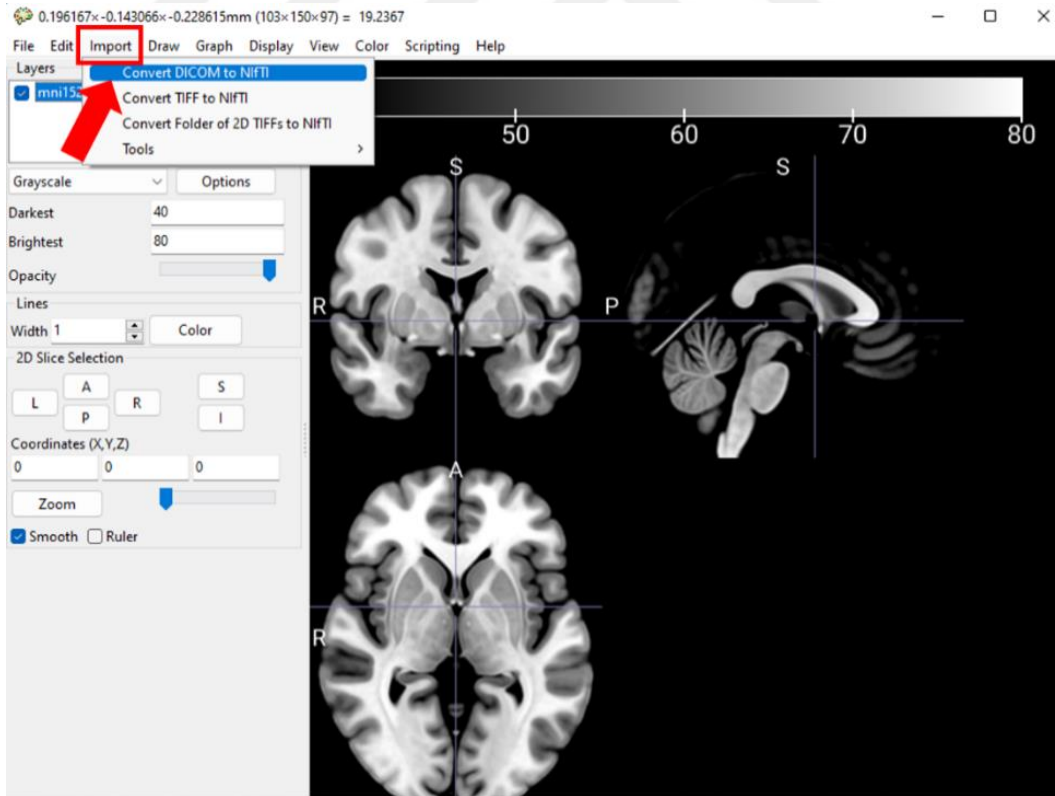 0.196167×-0.143066×-0.228615mm (103×150×97) = 19.2367
File Edit Import Draw Graph Display View Color Scripting Help
Layers
mni152
Convert DICOM to NIfTI
Convert TIFF to NIfTI
Convert Folder of 2D TIFFs to NIfTI
Tools
50 60 70 80
Grayscale Options
Darkest 40
Brightest 80
Opacity
Lines
Width 1 Color
2D Slice Selection
A S
L R
P I
Coordinates (X,Y,Z)
0 0 0
Zoom
Smooth Ruler
S S
R P
A
R